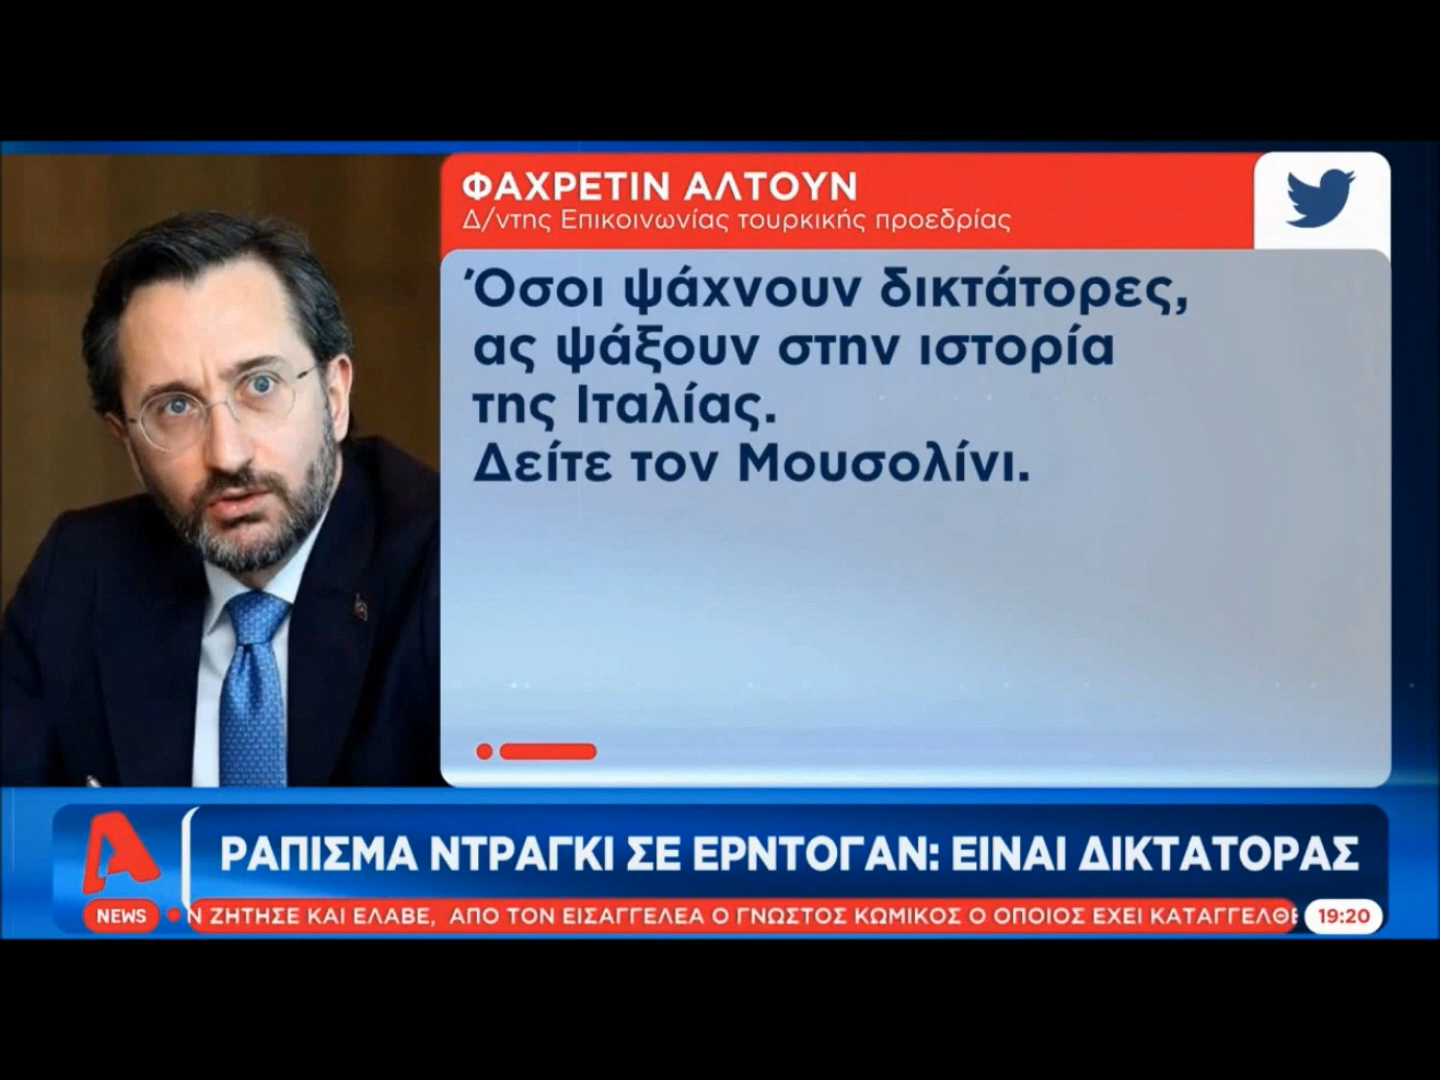 ΦΑΧΡΕΤΙΝ ΑΛΤΟΥΝ
Δ/ντης Επικοινωνίας τουρκικής προεδρίας
Όσοι ψάχνουν δικτάτορες,
ας ψάξουν στην ιστορία
της Ιταλίας.
Δείτε τον Μουσολίνι.
ΡΑΠΙΣΜΑ ΝΤΡΑΓΚΙ ΣΕ ΕΡΝΤΟΓΑΝ: ΕΙΝΑΙ ΔΙΚΤΑΤΟΡΑΣ
NEWS
Ν ΖΗΤΗΣΕ ΚΑΙ ΕΛΑΒΕ, ΑΠΟ ΤΟΝ ΕΙΣΑΓΓΕΛΕΑ Ο ΓΝΩΣΤΟΣ ΚΩΜΙΚΟΣ Ο ΟΠΟΙΟΣ ΕΧΕΙ ΚΑΤΑΓΓΕΛΘΕ
19:20